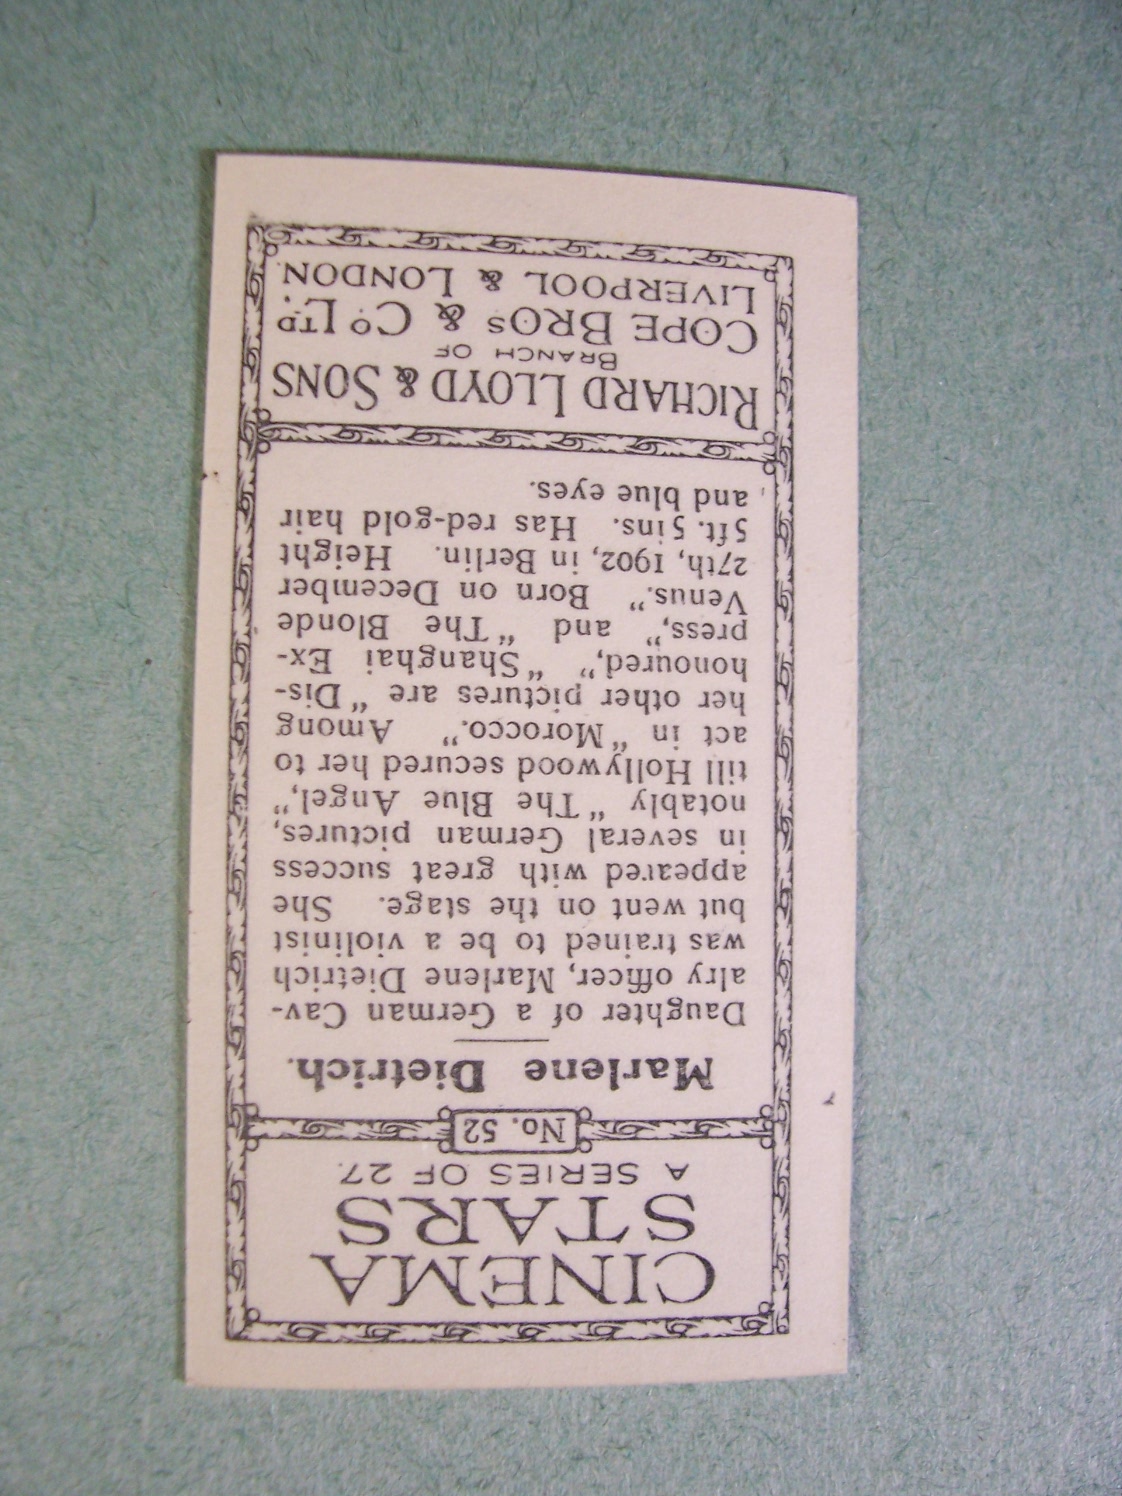 CINEMA
STARS
A SERIES OF 27.
No. 52
Marlene Dietrich.
Daughter of a German Cav-
alry officer, Marlene Dietrich
was trained to be a violinist
but went on the stage. She
appeared with great success
in several German pictures,
notably "The Blue Angel,"
till Hollywood secured her to
act in "Morocco." Among
her other pictures are "Dis-
honoured," "Shanghai Ex-
press," and "The Blonde
Venus." Born on December
27th, 1902, in Berlin. Height
5 ft. 5 ins. Has red-gold hair
and blue eyes.
RICHARD LLOYD & SONS
BRANCH OF
COPE BROS & CO LTD.
LIVERPOOL & LONDON.